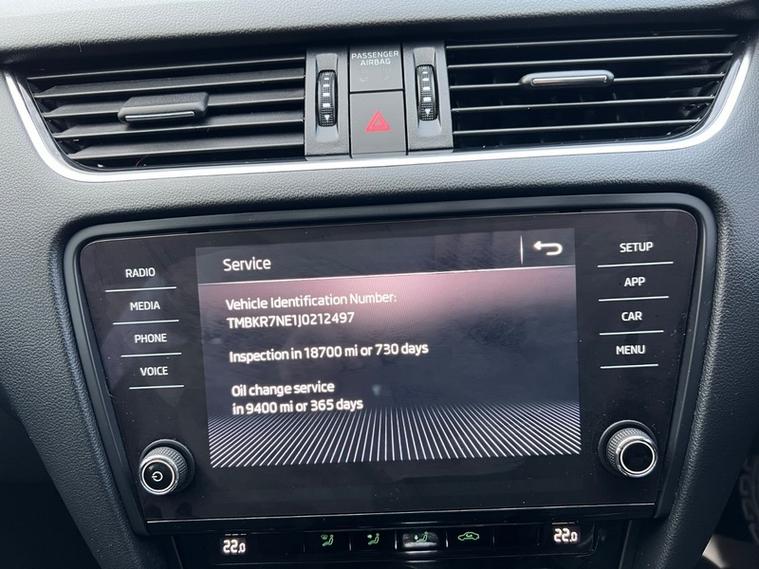 PASSENGER
AIRBAG
Service
SETUP
RADIO
APP
MEDIA
CAR
PHONE
MENU
VOICE
Vehicle Identification Number:
TMBKR7NE1J0212497
Inspection in 18700 mi or 730 days
Oil change service
in 9400 mi or 365 days
22.0
22.0